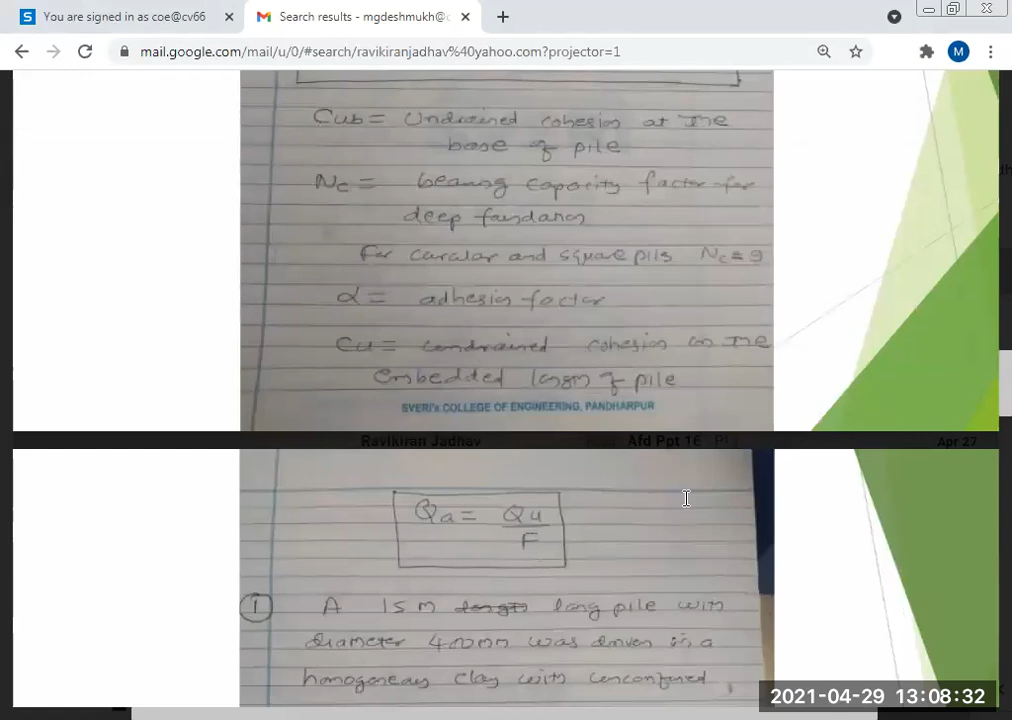 You are signed in as coe@cv66
Search results - mgdeshmukh@c
mail.google.com/mail/u/0/#search/ravikiranjadhav%40yahoo.com?projector=1
M
Cub = Undrained cohesion at the
base of pile
Nc = bearing capacity factor for
deep foundation
For circular and square pils Nc = 9
α = adhesion factor
Cu = undrained cohesion on the
embedded length of pile
SVERI's COLLEGE OF ENGINEERING, PANDHARPUR
Ravikiran Jadhav Afd Ppt 16 Apr 27
Qa = Qu
F
1 A 15 m long pile with
diameter 400mm was driven in a
homogeneous clay with unconfined
2021-04-29 13:08:32